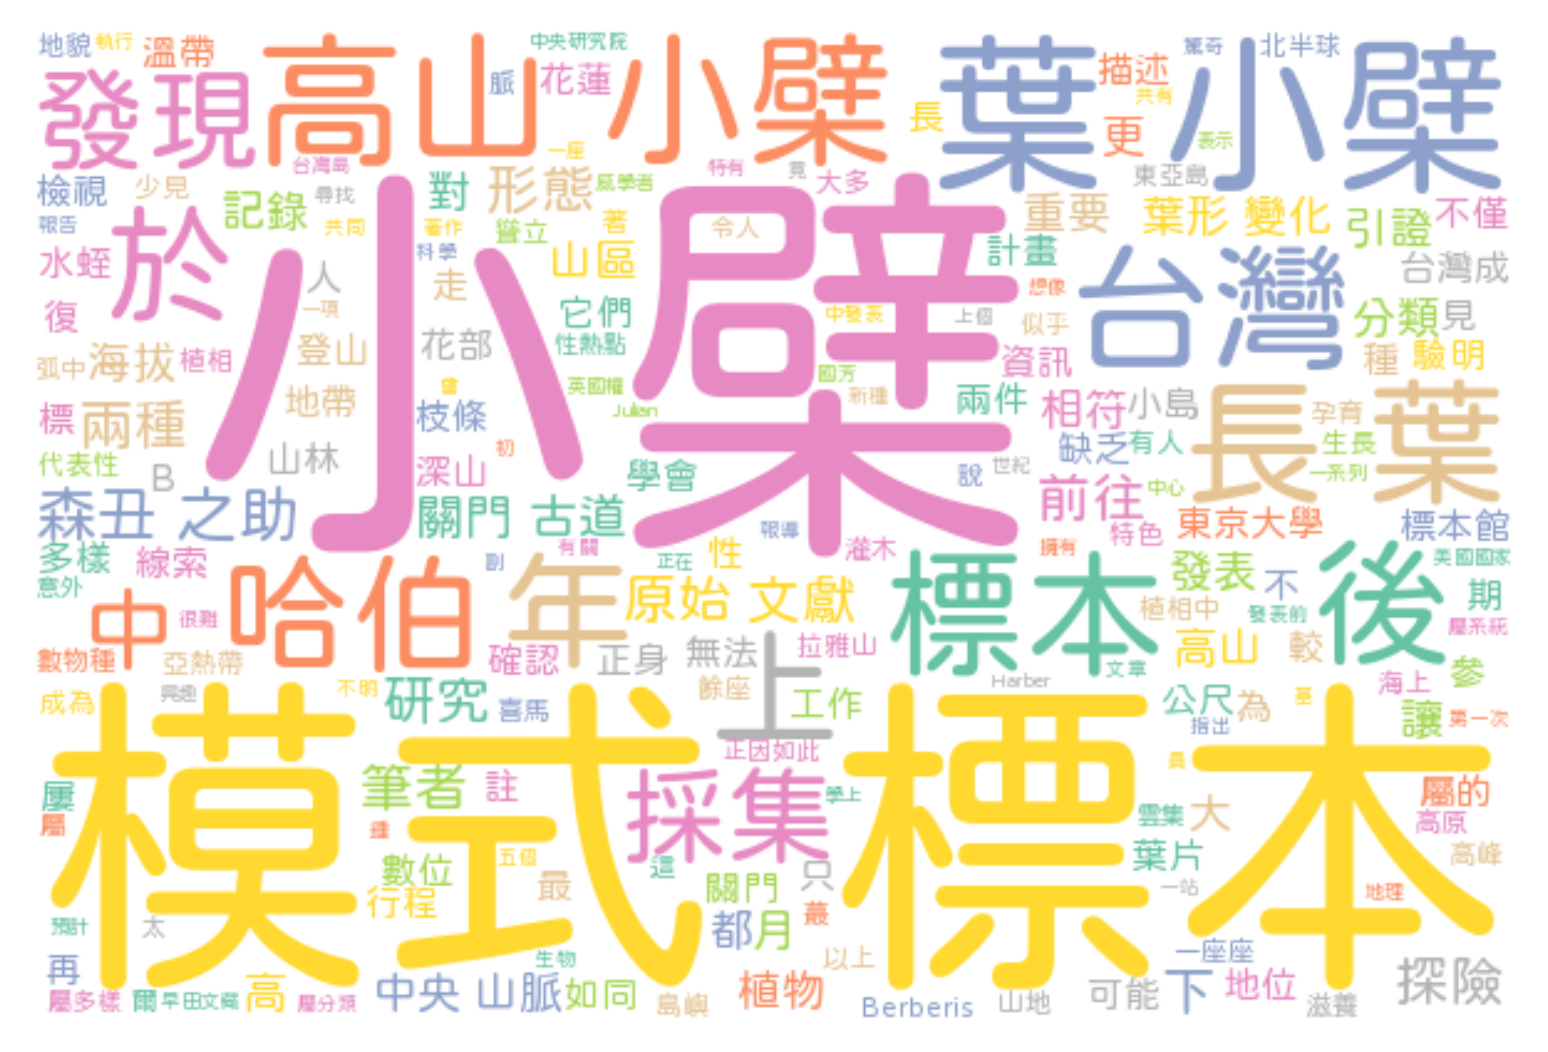 地貌 執行 溫帶 中央研究院 驚奇 北半球
發現 高山小檗 脈 花蓮 葉小檗 描述
共有 長 更 表示
台灣島 一座 特有 竟 大多 東亞島
檢視 少見 記錄 尋找 對 形態 感學者 重要 葉形 變化 引證 不僅
報告 於 共同 著作 聳立 著 令人
水蛭 人 小檗 科學 山區 計畫 台灣 台灣成
復 一項 走 它們 中發表 上個 想像 似乎 分類 見
弧中 海拔 植相 登山 花部 性熱點 國芳 資訊 種 驗明
地帶 曾 英國權 新種 兩件 長葉
標 兩種 枝條 Julian 相符 小島 孕育
代表性 B 山林 深山 初 學會 說 世紀 缺乏 有人 生長
一系列
森丑 之助 關門 古道 前往 中心 東京大學 標本館
報導 特色
多樣 線索 副 有關 正在 性 灌木 擁有 發表 不 美國國家
意外 中 很難 哈伯 年 原始 文獻 標本 植相中 發表前 後 期
屬系統
數物種 亞熱帶 確認 正身 無法 上 拉雅山 文章 高山 較 參
成為 興趣 不明 研究 喜馬 餘座 工作 Harber 公尺 為 墓 海上
指出 讓 第一次
模式標本 正因如此 員
屢 筆者 註 採集 學上 雲集 大 屬的
屬 種 五個 高原
數位 最 這 關門 只 葉片 高峰
行程 一站 地理
預計 太 都 月 叢
再 生物 以上 一座座
屬多樣 爾 早田文藏 高 屬分類 中央 山脈 如同 島嶼 植物 Berberis 山地 可能 下 地位 滋養 探險